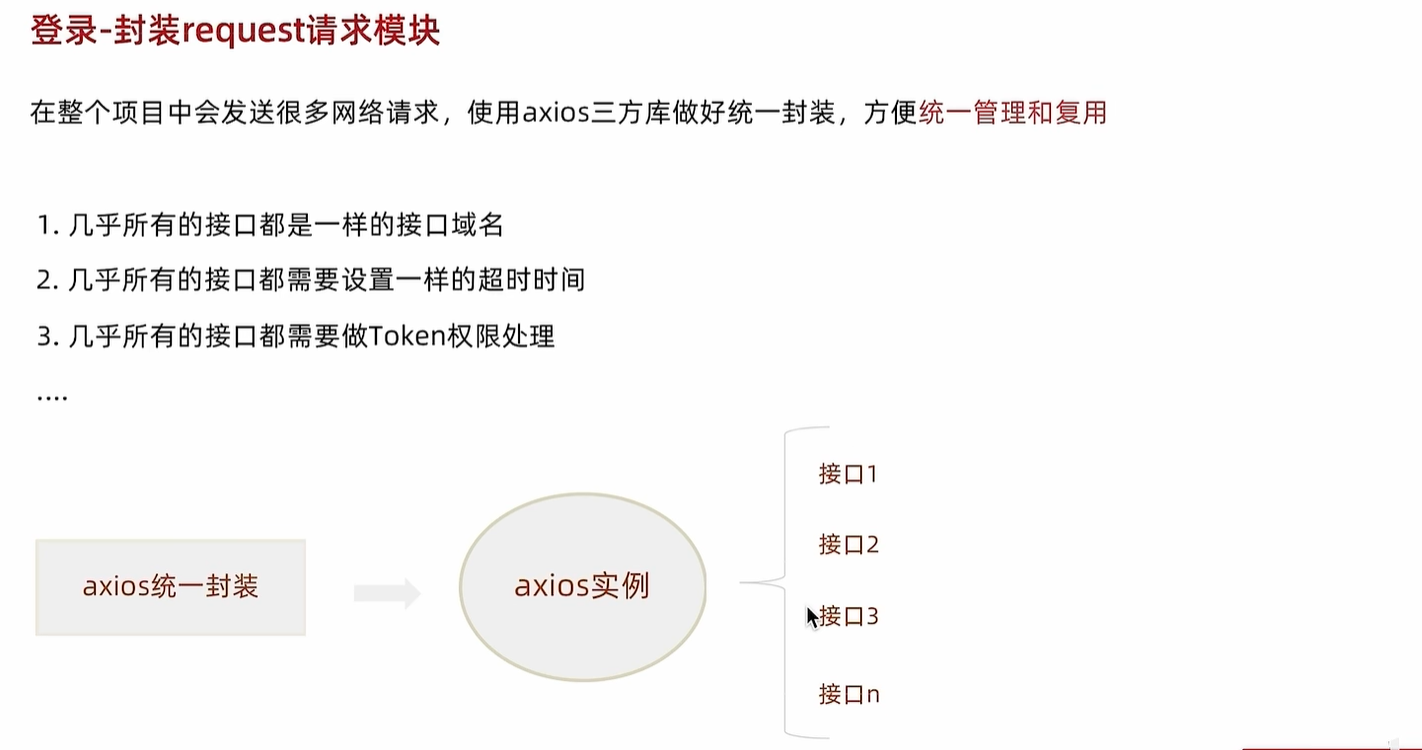 登录-封装request请求模块
在整个项目中会发送很多网络请求，使用axios三方库做好统一封装，方便统一管理和复用
1. 几乎所有的接口都是一样的接口域名
2. 几乎所有的接口都需要设置一样的超时时间
3. 几乎所有的接口都需要做Token权限处理
....
axios统一封装
axios实例
接口1
接口2
接口3
接口n